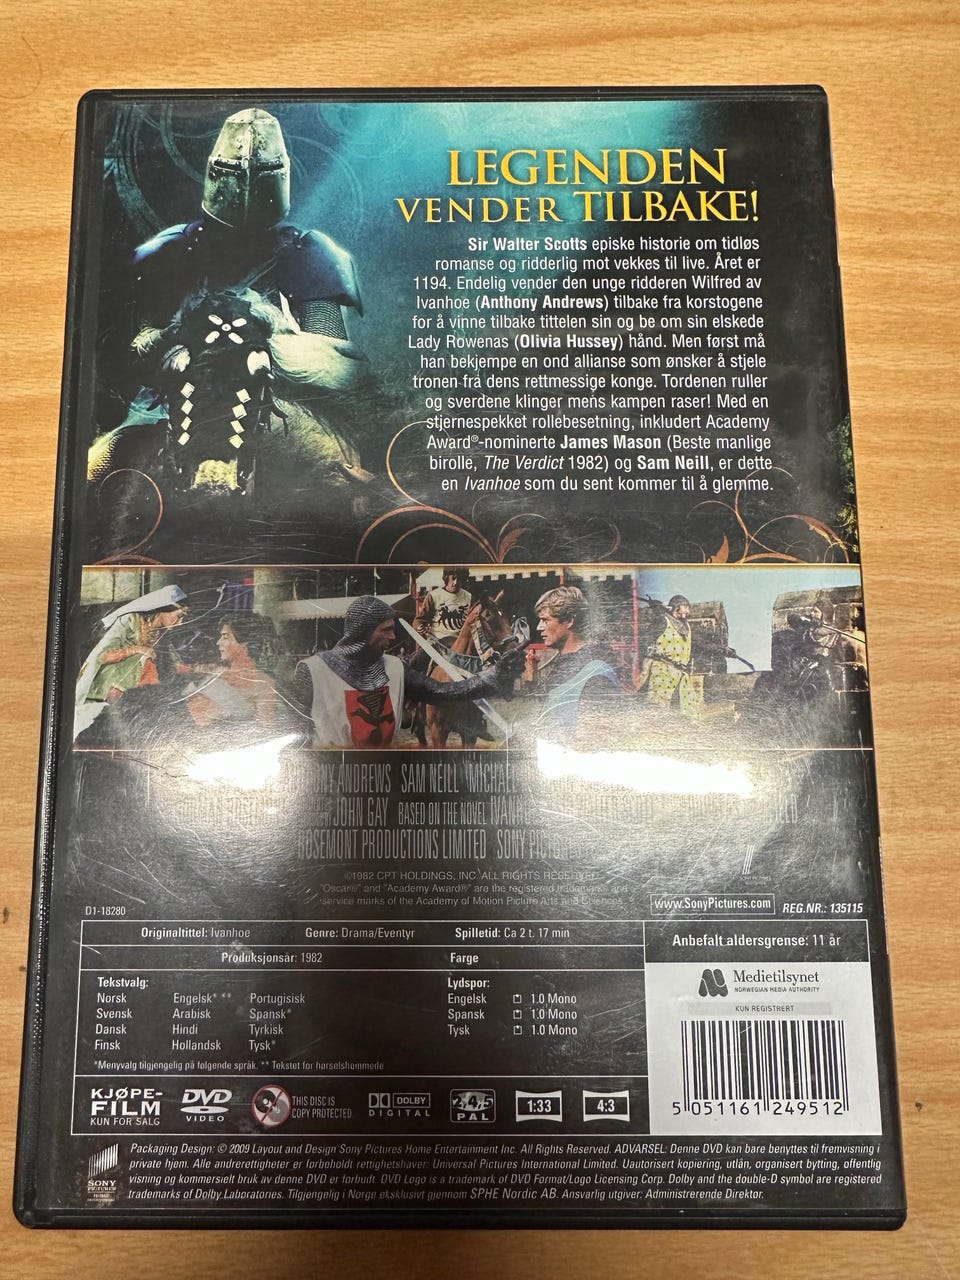 LEGENDEN
VENDER TILBAKE!
Sir Walter Scotts episke historie om tidløs
romanse og ridderlig mot vekkes til live. Året er
1194. Endelig vender den unge ridderen Wilfred av
Ivanhoe (Anthony Andrews) tilbake fra korstogene
for å vinne tilbake tittelen sin og be om sin elskede
Lady Rowenas (Olivia Hussey) hånd. Men først må
han bekjempe en ond allianse som ønsker å stjele
tronen fra dens rettmessige konge. Tordenen ruller
og sverdene klinger mens kampen raser! Med en
stjernespekket rollebesetning, inkludert Academy
Award®-nominerte James Mason (Beste manlige
birolle, The Verdict 1982) og Sam Neill, er dette
en Ivanhoe som du sent kommer til å glemme.
ANDREWS SAM NEILL
JOHN GAY BASED ON THE NOVEL
ROSEMONT PRODUCTIONS LIMITED SONY
©1982 CPT HOLDINGS, INC. ALL RIGHTS RESERVED.
"Oscar®" and "Academy Award®" are the registered trademark and
service marks of the Academy of Motion Picture Arts and Sciences.
D1-18280
www.SonyPictures.com REG.NR.: 135115
Originaltittel: Ivanhoe Genre: Drama/Eventyr Spilletid: Ca 2 t. 17 min
Produksjonsår: 1982 Farge
Anbefalt aldersgrense: 11 år
Tekstvalg:
Norsk Engelsk* ** Portugisisk
Svensk Arabisk Spansk*
Dansk Hindi Tyrkisk
Finsk Hollandsk Tysk*
*Menyvalg tilgjengelig på følgende språk. ** Tekstet for hørselshemmede
Lydspor:
Engelsk 1.0 Mono
Spansk 1.0 Mono
Tysk 1.0 Mono
Medietilsynet
NORWEGIAN MEDIA AUTHORITY
KUN REGISTRERT
5 051161 249512
KJØPE-
FILM
KUN FOR SALG
DVD
VIDEO
THIS DISC IS
COPY PROTECTED
DOLBY
DIGITAL
2,4,5
PAL
1:33
4:3
SONY
PICTURES
Packaging Design: © 2009 Layout and Design Sony Pictures Home Entertainment Inc. All Rights Reserved. ADVARSEL: Denne DVD kan bare benyttes til fremvisning i
private hjem. Alle andrerettigheter er forbeholdt rettighetshaver: Universal Pictures International Limited. Uautorisert kopiering, utlån, organisert bytting, offentlig
visning og kommersielt bruk av denne DVD er forbudt. DVD Logo is a trademark of DVD Format/Logo Licensing Corp. Dolby and the double-D symbol are registered
trademarks of Dolby Laboratories. Tilgjengelig i Norge eksklusivt gjennom SPHE Nordic AB. Ansvarlig utgiver: Administrerende Direktør.